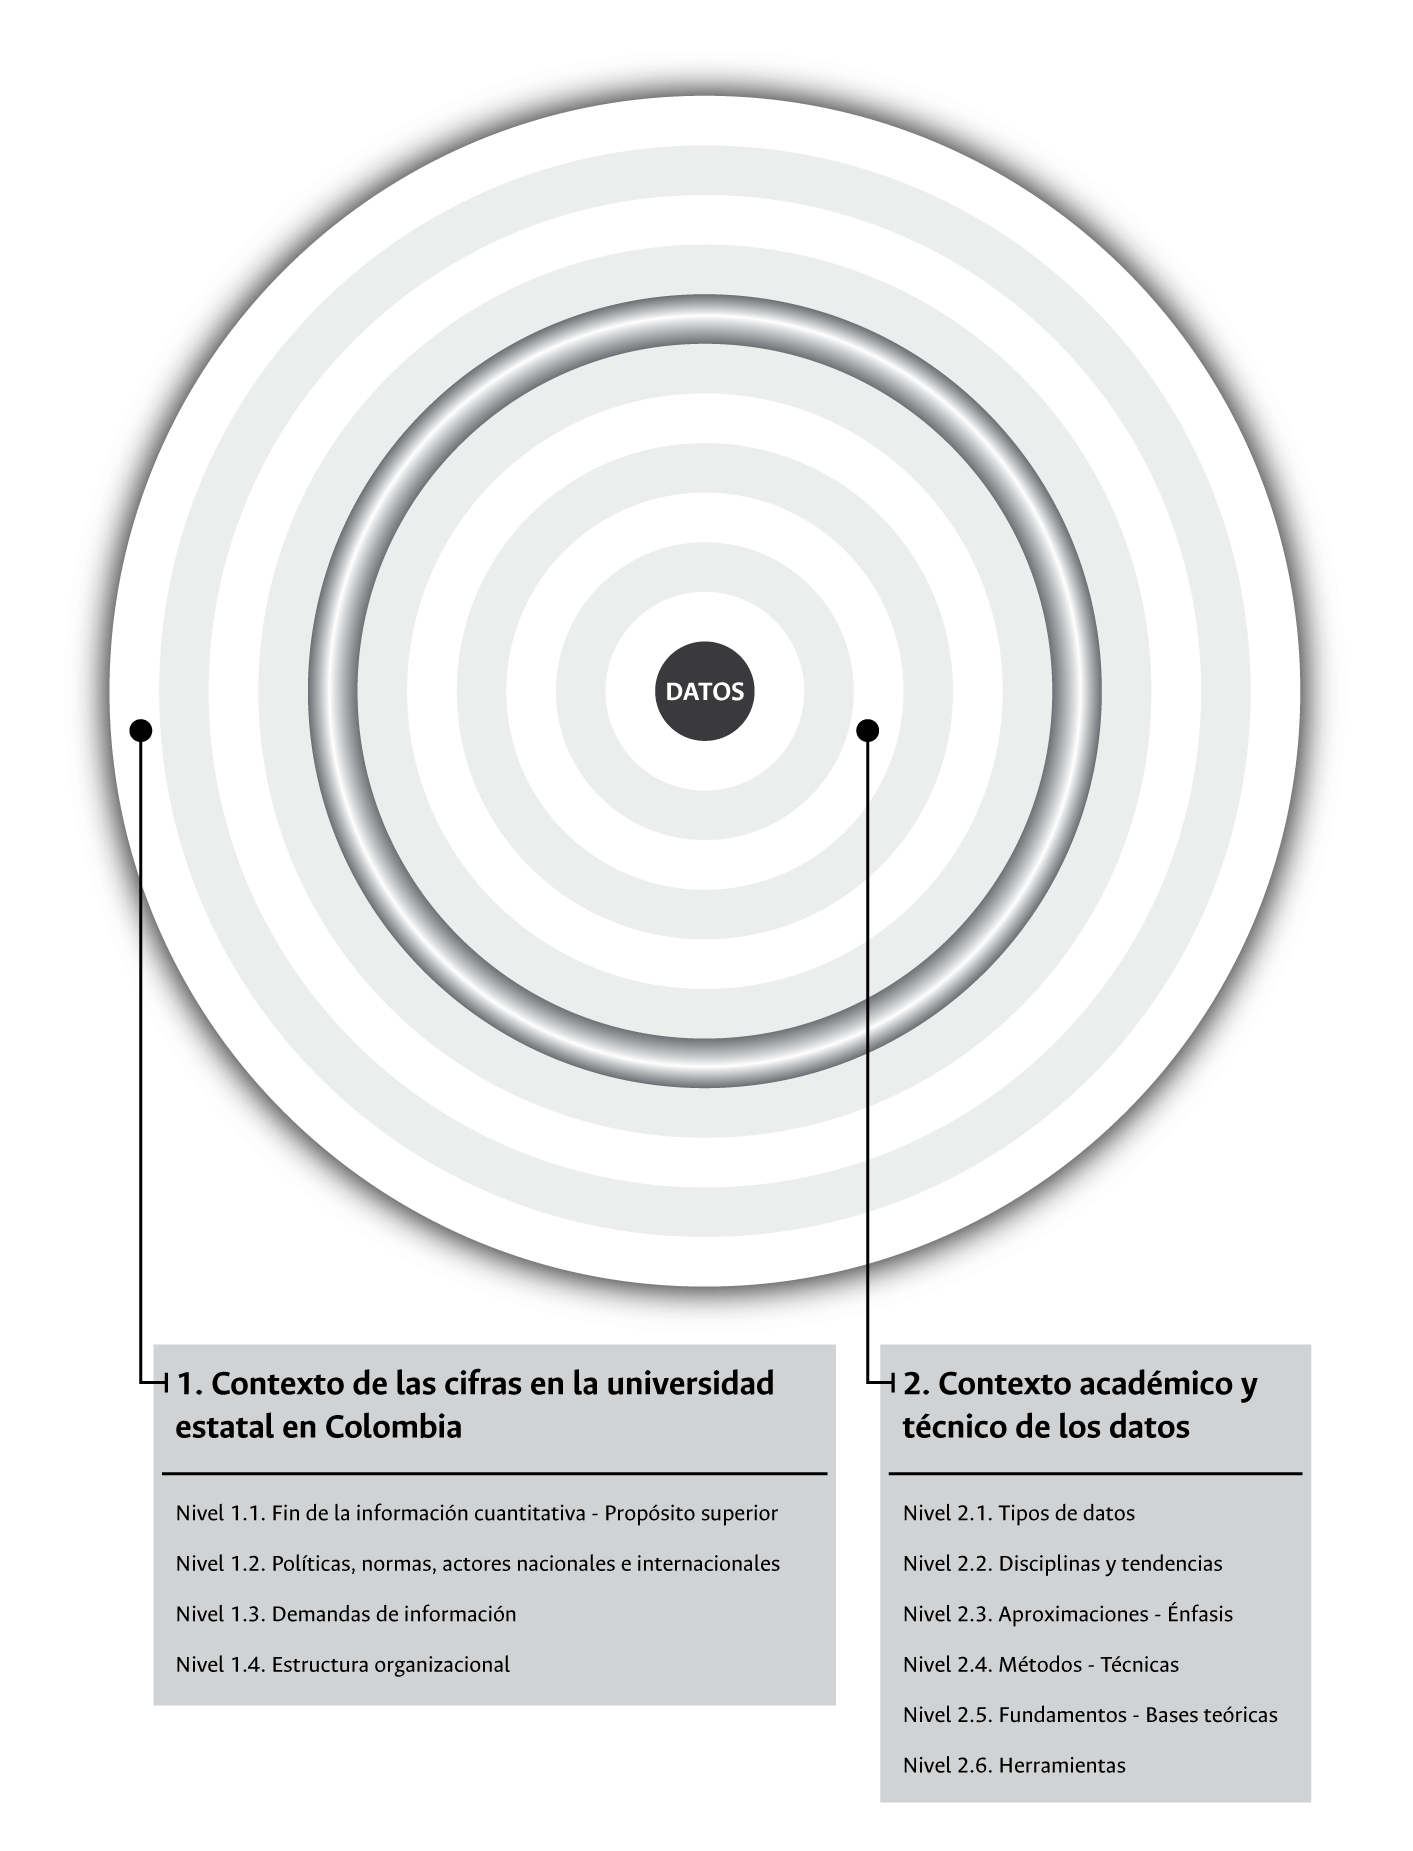 DATOS
1. Contexto de las cifras en la universidad
estatal en Colombia
Nivel 1.1. Fin de la información cuantitativa - Propósito superior
Nivel 1.2. Políticas, normas, actores nacionales e internacionales
Nivel 1.3. Demandas de información
Nivel 1.4. Estructura organizacional
2. Contexto académico y
técnico de los datos
Nivel 2.1. Tipos de datos
Nivel 2.2. Disciplinas y tendencias
Nivel 2.3. Aproximaciones - Énfasis
Nivel 2.4. Métodos - Técnicas
Nivel 2.5. Fundamentos - Bases teóricas
Nivel 2.6. Herramientas